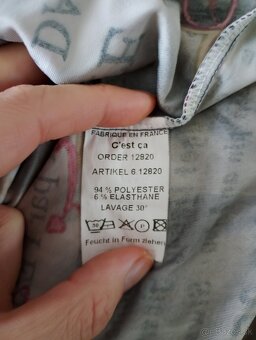 FABRIQUE EN FRANCE
C'est ça
ORDER 12820
ARTIKEL 6.12820
94 % POLYESTER
6 % ELASTHANE
LAVAGE 30°
Feucht in Form ziehen